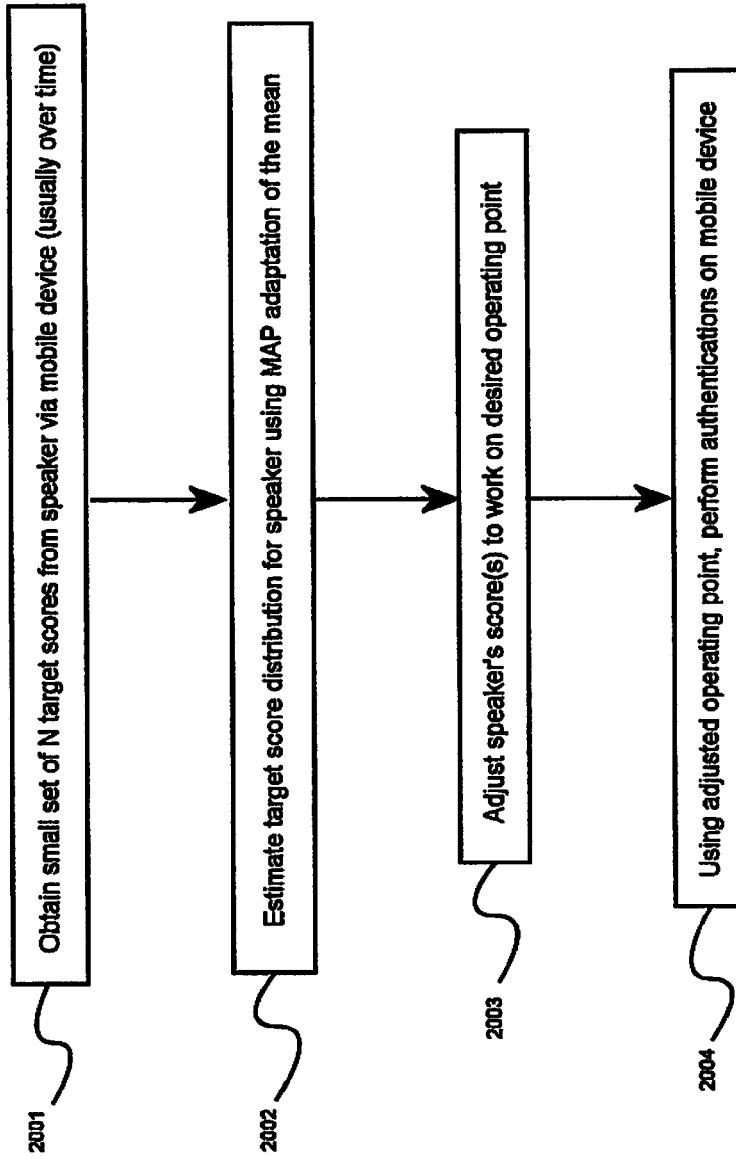 2001
Obtain small set of N target scores from speaker via mobile device (usually over time)
2002
Estimate target score distribution for speaker using MAP adaptation of the mean
2003
Adjust speaker's score(s) to work on desired operating point
2004
Using adjusted operating point, perform authentications on mobile device